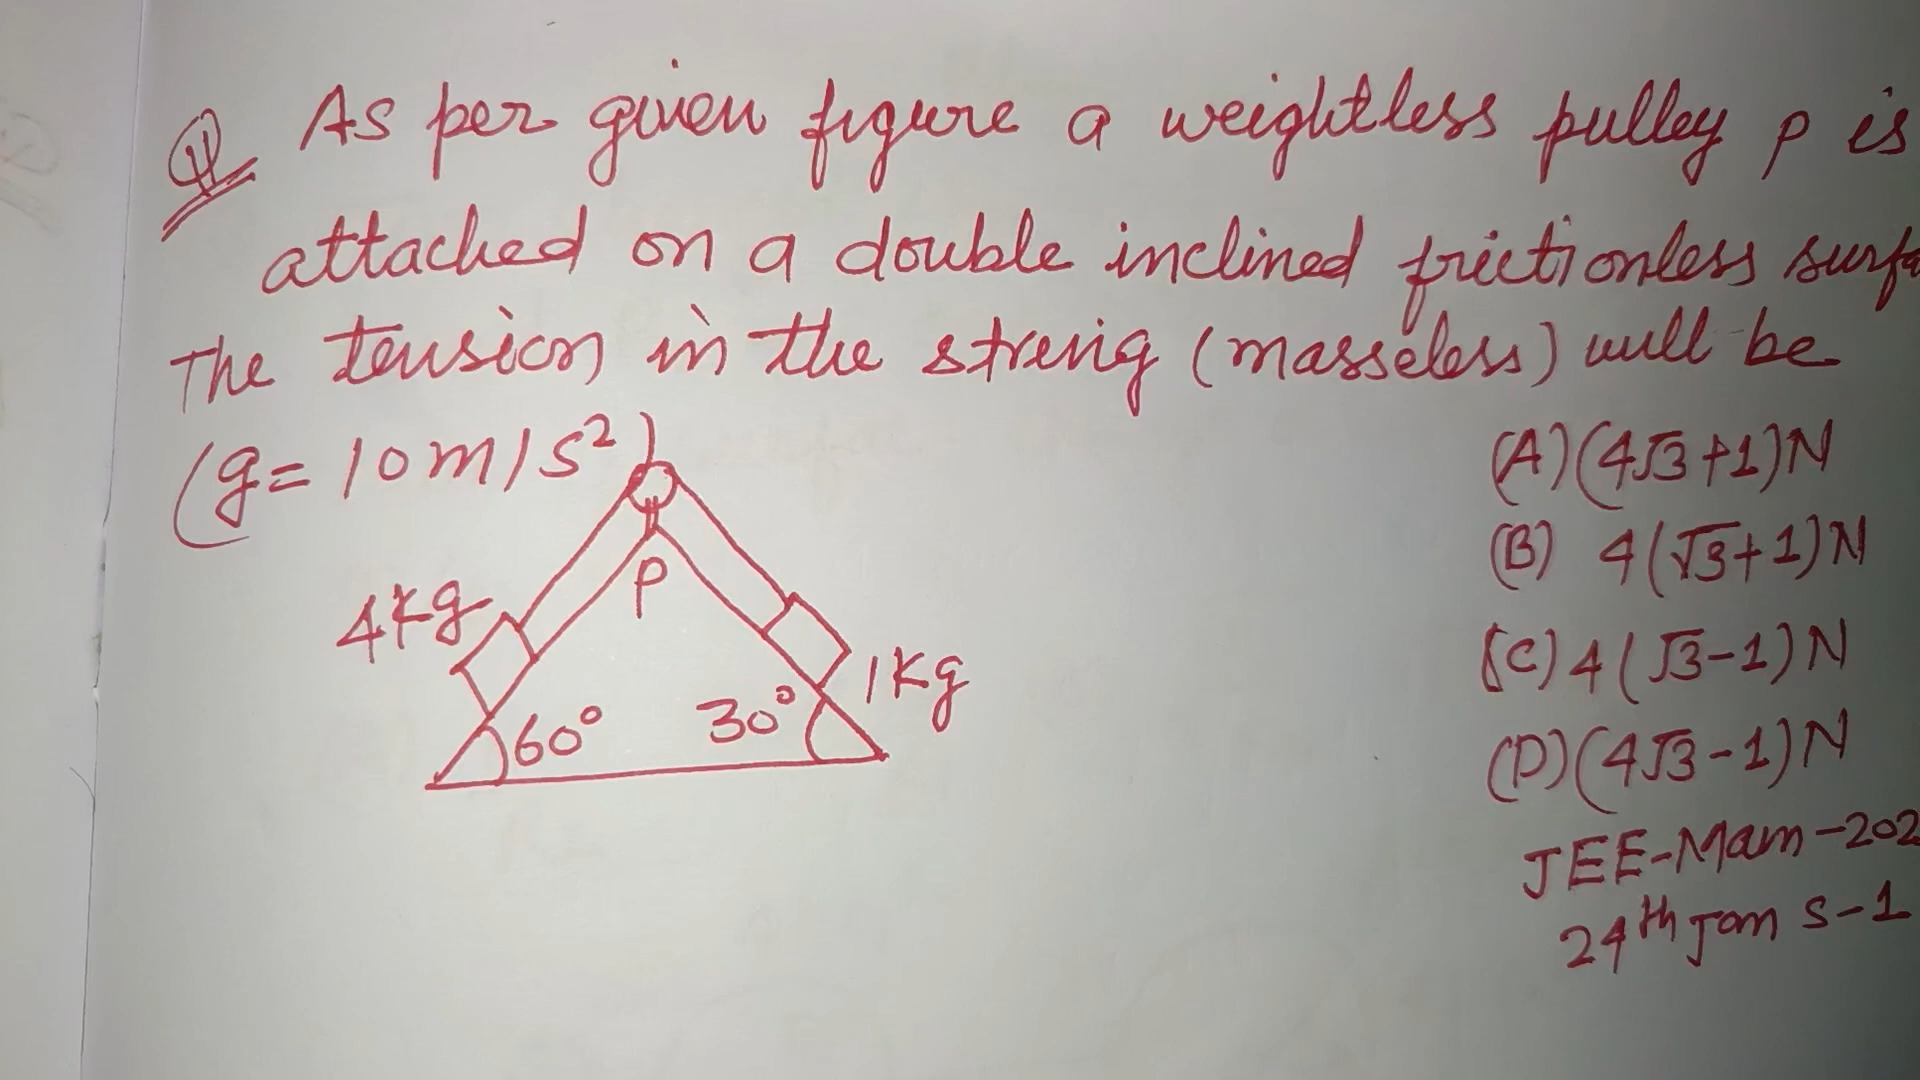 Q As per given figure a weightless pulley P is
attached on a double inclined frictionless surfa
The tension in the string (masseless) will be
(g = 10 m/s²)
(A) (4√3+1)N
(B) 4(√3+1)N
(C) 4(√3-1)N
(D) (4√3-1)N
P
4kg
1kg
60°
30°
JEE-Main-202
24th Jan S-1